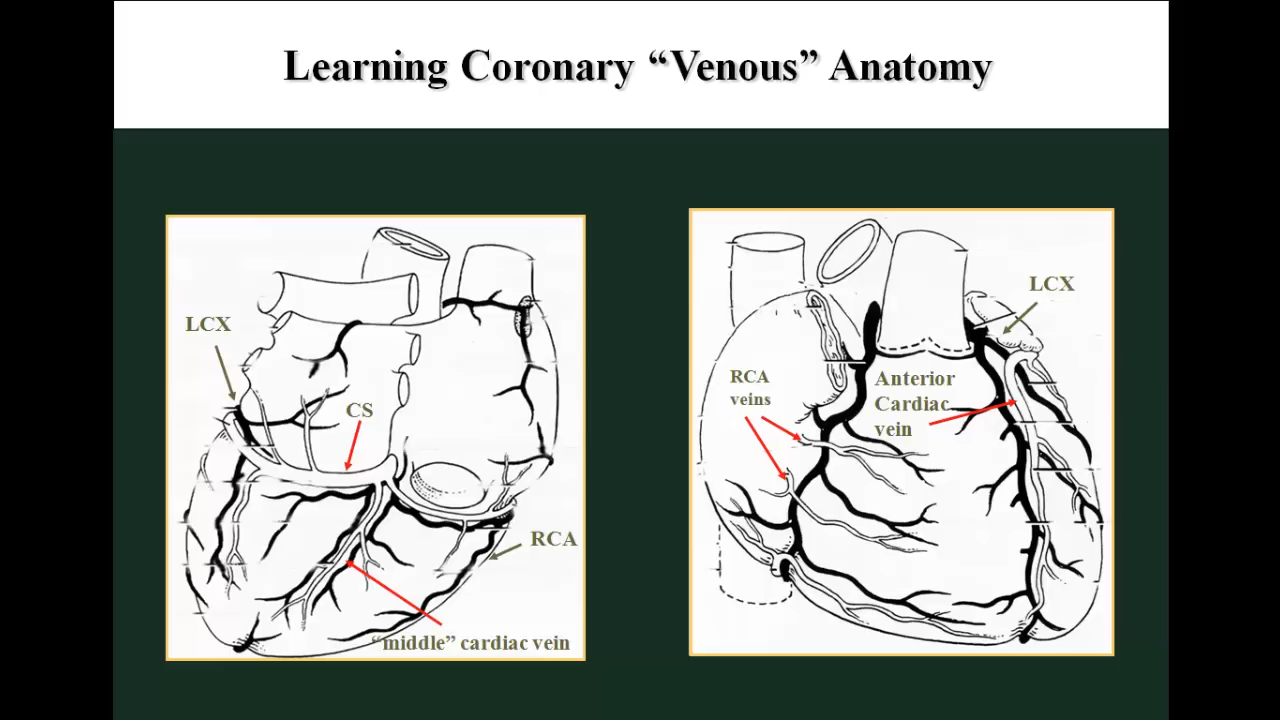 Learning Coronary “Venous” Anatomy
LCX
CS
RCA
“middle” cardiac vein
LCX
RCA
veins
Anterior
Cardiac
vein